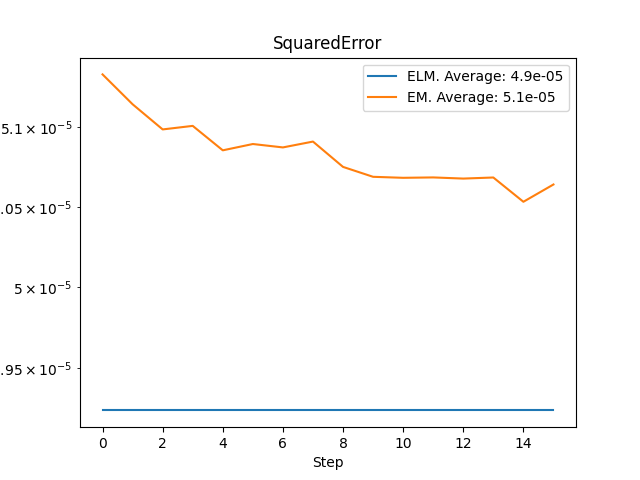 SquaredError
ELM. Average: 4.9e-05
EM. Average: 5.1e-05
5.1 × 10⁻⁵
.05 × 10⁻⁵
5 × 10⁻⁵
.95 × 10⁻⁵
0 2 4 6 8 10 12 14
Step